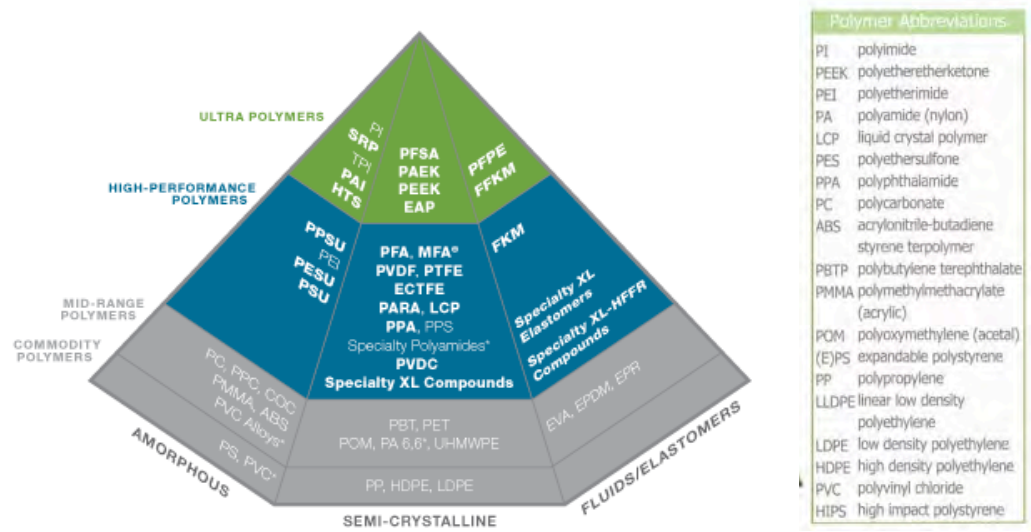 ULTRA POLYMERS
PI
SRP
TPI
PAI
HTS
PFSA
PAEK
PEEK
EAP
PFPE
FFKM
HIGH-PERFORMANCE
POLYMERS
PPSU
PEI
PESU
PSU
PFA, MFA®
PVDF, PTFE
ECTFE
PARA, LCP
PPA, PPS
Specialty Polyamides*
PVDC
Specialty XL Compounds
FKM
Specialty XL
Elastomers
Specialty XL-HFFR
Compounds
MID-RANGE
POLYMERS
PC, PPC, COC
PMMA, ABS
PVC Alloys*
PBT, PET
POM, PA 6,6*, UHMWPE
EVA, EPDM, EPR
COMMODITY
POLYMERS
PS, PVC*
PP, HDPE, LDPE
AMORPHOUS
SEMI-CRYSTALLINE
FLUIDS/ELASTOMERS
Polymer Abbreviations
PI polyimide
PEEK polyetheretherketone
PEI polyetherimide
PA polyamide (nylon)
LCP liquid crystal polymer
PES polyethersulfone
PPA polyphthalamide
PC polycarbonate
ABS acrylonitrile-butadiene
styrene terpolymer
PBTP polybutylene terephthalate
PMMA polymethylmethacrylate
(acrylic)
POM polyoxymethylene (acetal)
(E)PS expandable polystyrene
PP polypropylene
LLDPE linear low density
polyethylene
LDPE low density polyethylene
HDPE high density polyethylene
PVC polyvinyl chloride
HIPS high impact polystyrene